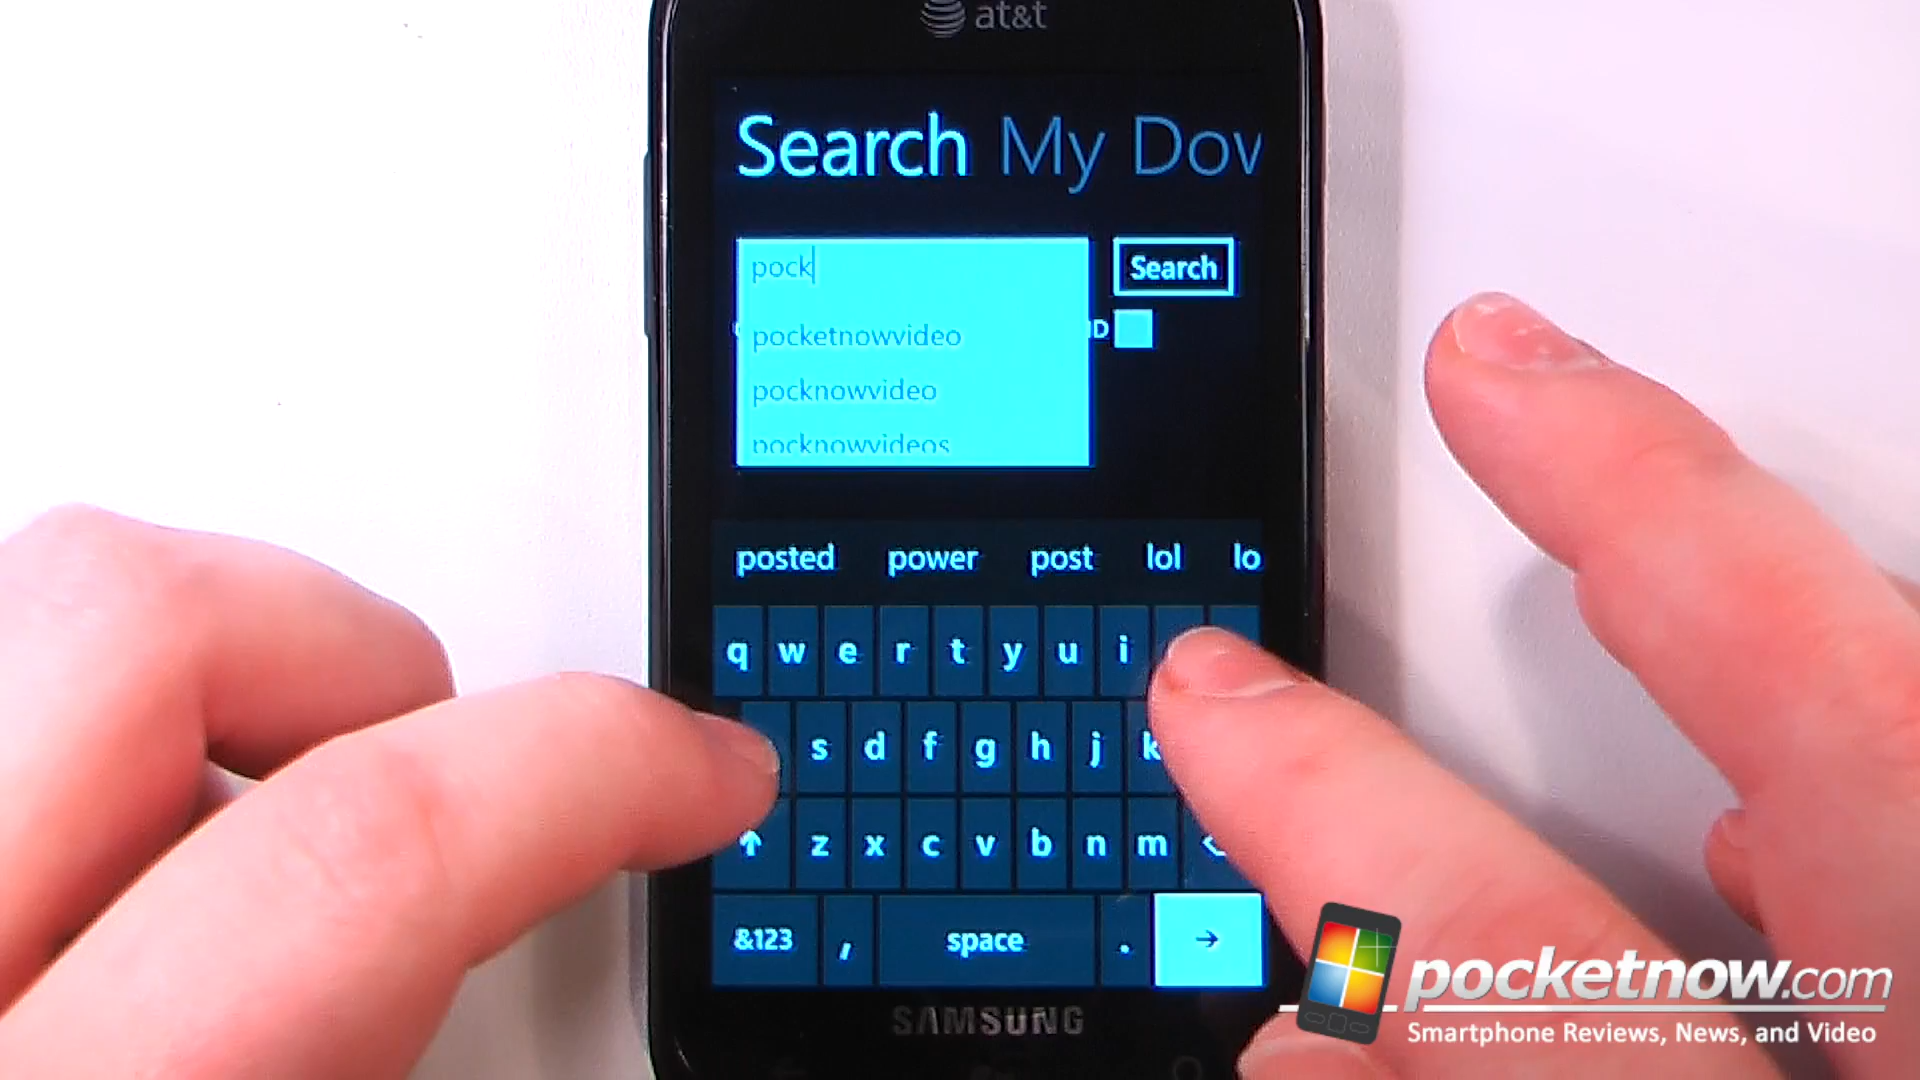 at&t
Search My Dov
pock
Search
pocketnowvideo
D
pocknowvideo
pocknowvideos
posted power post lol lo
q w e r t y u i
s d f g h j k
z x c v b n m
&123 , space . →
SAMSUNG
pocketnow.com
Smartphone Reviews, News, and Video